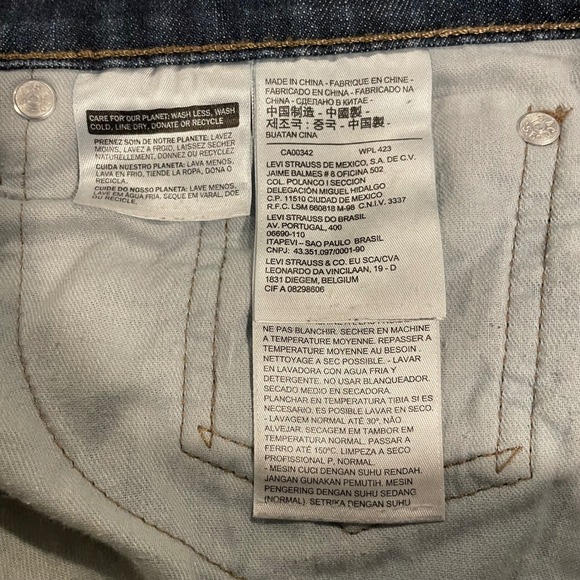 CARE FOR OUR PLANET: WASH LESS, WASH
COLD, LINE DRY, DONATE OR RECYCLE
PRENEZ SOIN DE NOTRE PLANETE: LAVEZ
MOINS, LAVEZ A FROID, LAISSEZ SECHER
NATURELLEMENT, DONNEZ OU RECYCLEZ
CUIDA NUESTRO PLANETA: LAVA MENOS,
LAVA EN FRIO, TIENDE LA ROPA, DONA O
RECICLA
CUIDE DO NOSSO PLANETA: LAVE MENOS,
LAVE EM ÁGUA FRIA, SEQUE EM VARAL, DOE
OU RECICLE
MADE IN CHINA - FABRIQUE EN CHINE -
FABRICADO EN CHINA - FABRICADO NA
CHINA - СДЕЛАНО В КИТАЕ -
中国制造 - 中國製 -
제조국 : 중국 - 中国製 -
BUATAN CINA
CA00342 WPL 423
LEVI STRAUSS DE MEXICO, S.A. DE C.V.
JAIME BALMES # 8 OFICINA 502
COL. POLANCO I SECCION
DELEGACIÓN MIGUEL HIDALGO
C.P. 11510 CIUDAD DE MEXICO
R.F.C. LSM 660818 M-98 C.N.I.V. 3337
LEVI STRAUSS DO BRASIL
AV. PORTUGAL, 400
06690-110
ITAPEVI – SAO PAULO BRASIL
CNPJ: 43.351.097/0001-90
LEVI STRAUSS & CO. EU SCA/CVA
LEONARDO DA VINCILAAN, 19 - D
1831 DIEGEM, BELGIUM
CIF A 08298606
NE PAS BLANCHIR. SECHER EN MACHINE
A TEMPERATURE MOYENNE. REPASSER A
TEMPERATURE MOYENNE AU BESOIN .
NETTOYAGE A SEC POSSIBLE. - LAVAR
EN LAVADORA CON AGUA FRIA Y
DETERGENTE. NO USAR BLANQUEADOR.
SECADO MEDIO EN SECADORA.
PLANCHAR EN TEMPERATURA TIBIA SI ES
NECESARIO. ES POSIBLE LAVAR EN SECO.
- LAVAGEM NORMAL ATÉ 30°, NÃO
ALVEJAR. SECAGEM EM TAMBOR EM
TEMPERATURA NORMAL. PASSAR A
FERRO ATÉ 150°C. LIMPEZA A SECO
PROFISSIONAL P, NORMAL.
- MESIN CUCI DENGAN SUHU RENDAH.
JANGAN GUNAKAN PEMUTIH. MESIN
PENGERING DENGAN SUHU SEDANG
(NORMAL). SETRIKA DENGAN SUHU